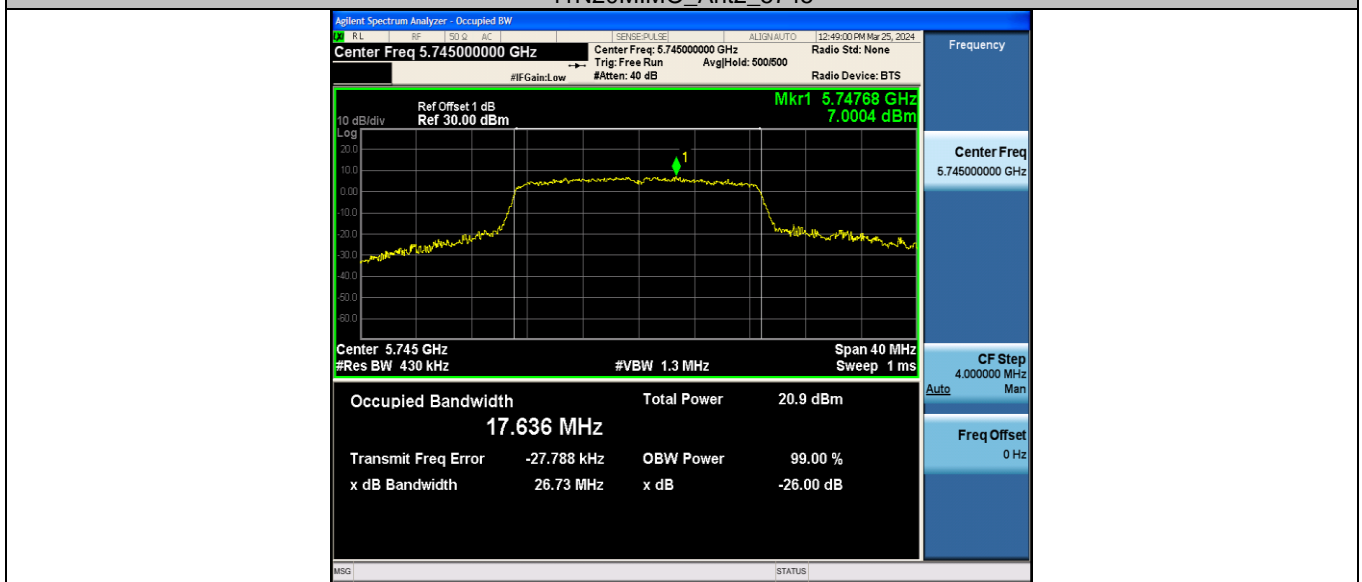 Agilent Spectrum Analyzer - Occupied BW
RL RF 50 Ω AC SENSE:PULSE ALIGN AUTO 12:49:00 PM Mar 25, 2024
Center Freq 5.745000000 GHz
Center Freq: 5.745000000 GHz
Radio Std: None
Trig: Free Run Avg|Hold: 500/500
#IFGain:Low #Atten: 40 dB Radio Device: BTS
Mkr1 5.74768 GHz
7.0004 dBm
Ref Offset 1 dB
10 dB/div Ref 30.00 dBm
Log
20.0
10.0
0.00
-10.0
-20.0
-30.0
-40.0
-50.0
-60.0
1
Center 5.745 GHz Span 40 MHz
#Res BW 430 kHz #VBW 1.3 MHz Sweep 1 ms
Occupied Bandwidth Total Power 20.9 dBm
17.636 MHz
Transmit Freq Error -27.788 kHz OBW Power 99.00 %
x dB Bandwidth 26.73 MHz x dB -26.00 dB
MSG STATUS
Frequency
Center Freq
5.745000000 GHz
CF Step
4.000000 MHz
Auto Man
Freq Offset
0 Hz